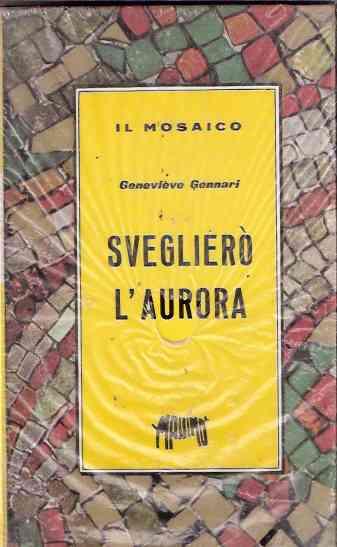 IL MOSAICO
Geneviève Gennari
SVEGLIERÒ
L'AURORA